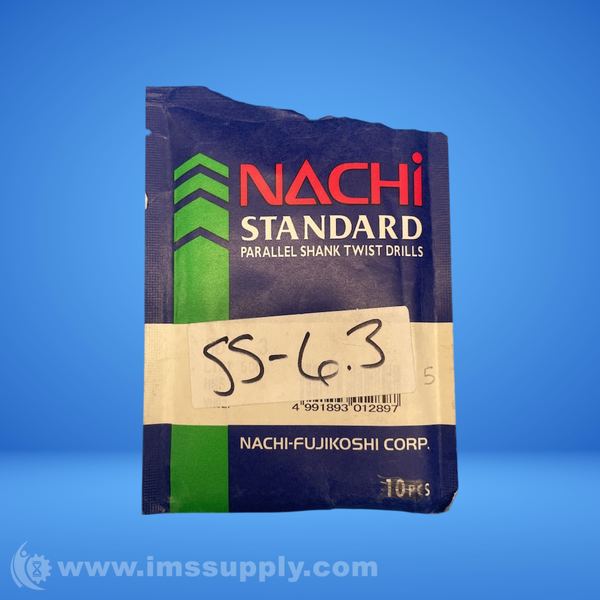 NACHi
STANDARD
PARALLEL SHANK TWIST DRILLS
SS-6.3
5
4 991893 012897
NACHI-FUJIKOSHI CORP.
10PCS
www.imssupply.com